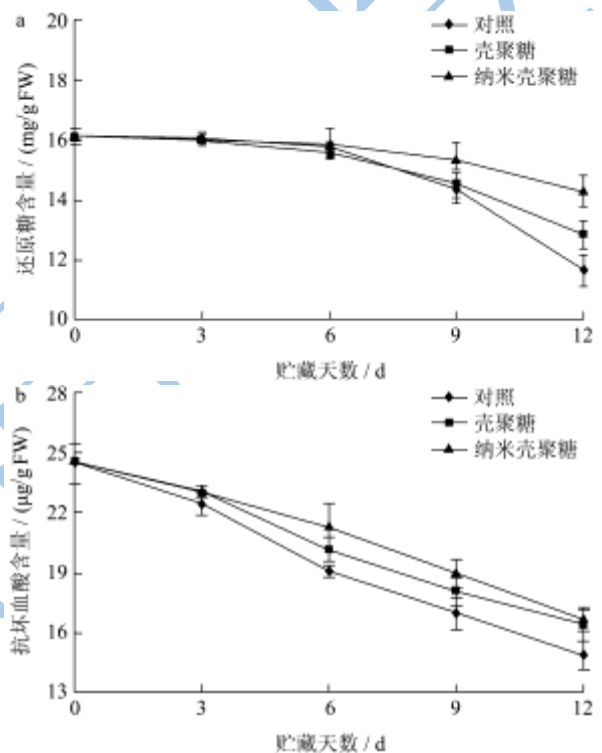 a
还原糖含量 / (mg/gFW)
20
18
16
14
12
10
对照
壳聚糖
纳米壳聚糖
0 3 6 9 12
贮藏天数 / d
b
抗坏血酸含量 / (μg/gFW)
28
25
22
19
16
13
对照
壳聚糖
纳米壳聚糖
0 3 6 9 12
贮藏天数 / d